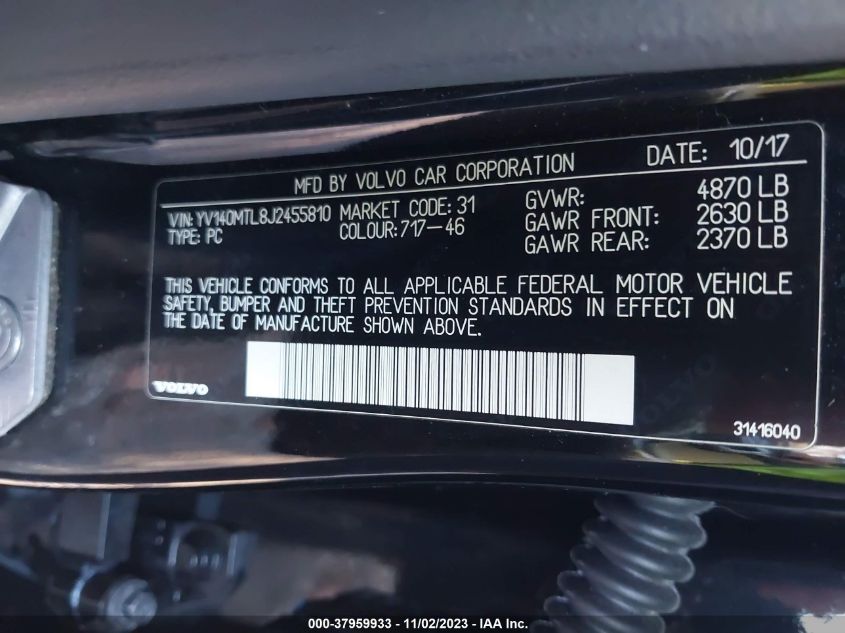 MFD BY VOLVO CAR CORPORATION DATE: 10/17
VIN: YV140MTL8J2455810 MARKET CODE: 31 GVWR: 4870 LB
TYPE: PC COLOUR: 717-46 GAWR FRONT: 2630 LB
GAWR REAR: 2370 LB
THIS VEHICLE CONFORMS TO ALL APPLICABLE FEDERAL MOTOR VEHICLE
SAFETY, BUMPER AND THEFT PREVENTION STANDARDS IN EFFECT ON
THE DATE OF MANUFACTURE SHOWN ABOVE.
VOLVO
31416040
000-37959933 - 11/02/2023 - IAA Inc.